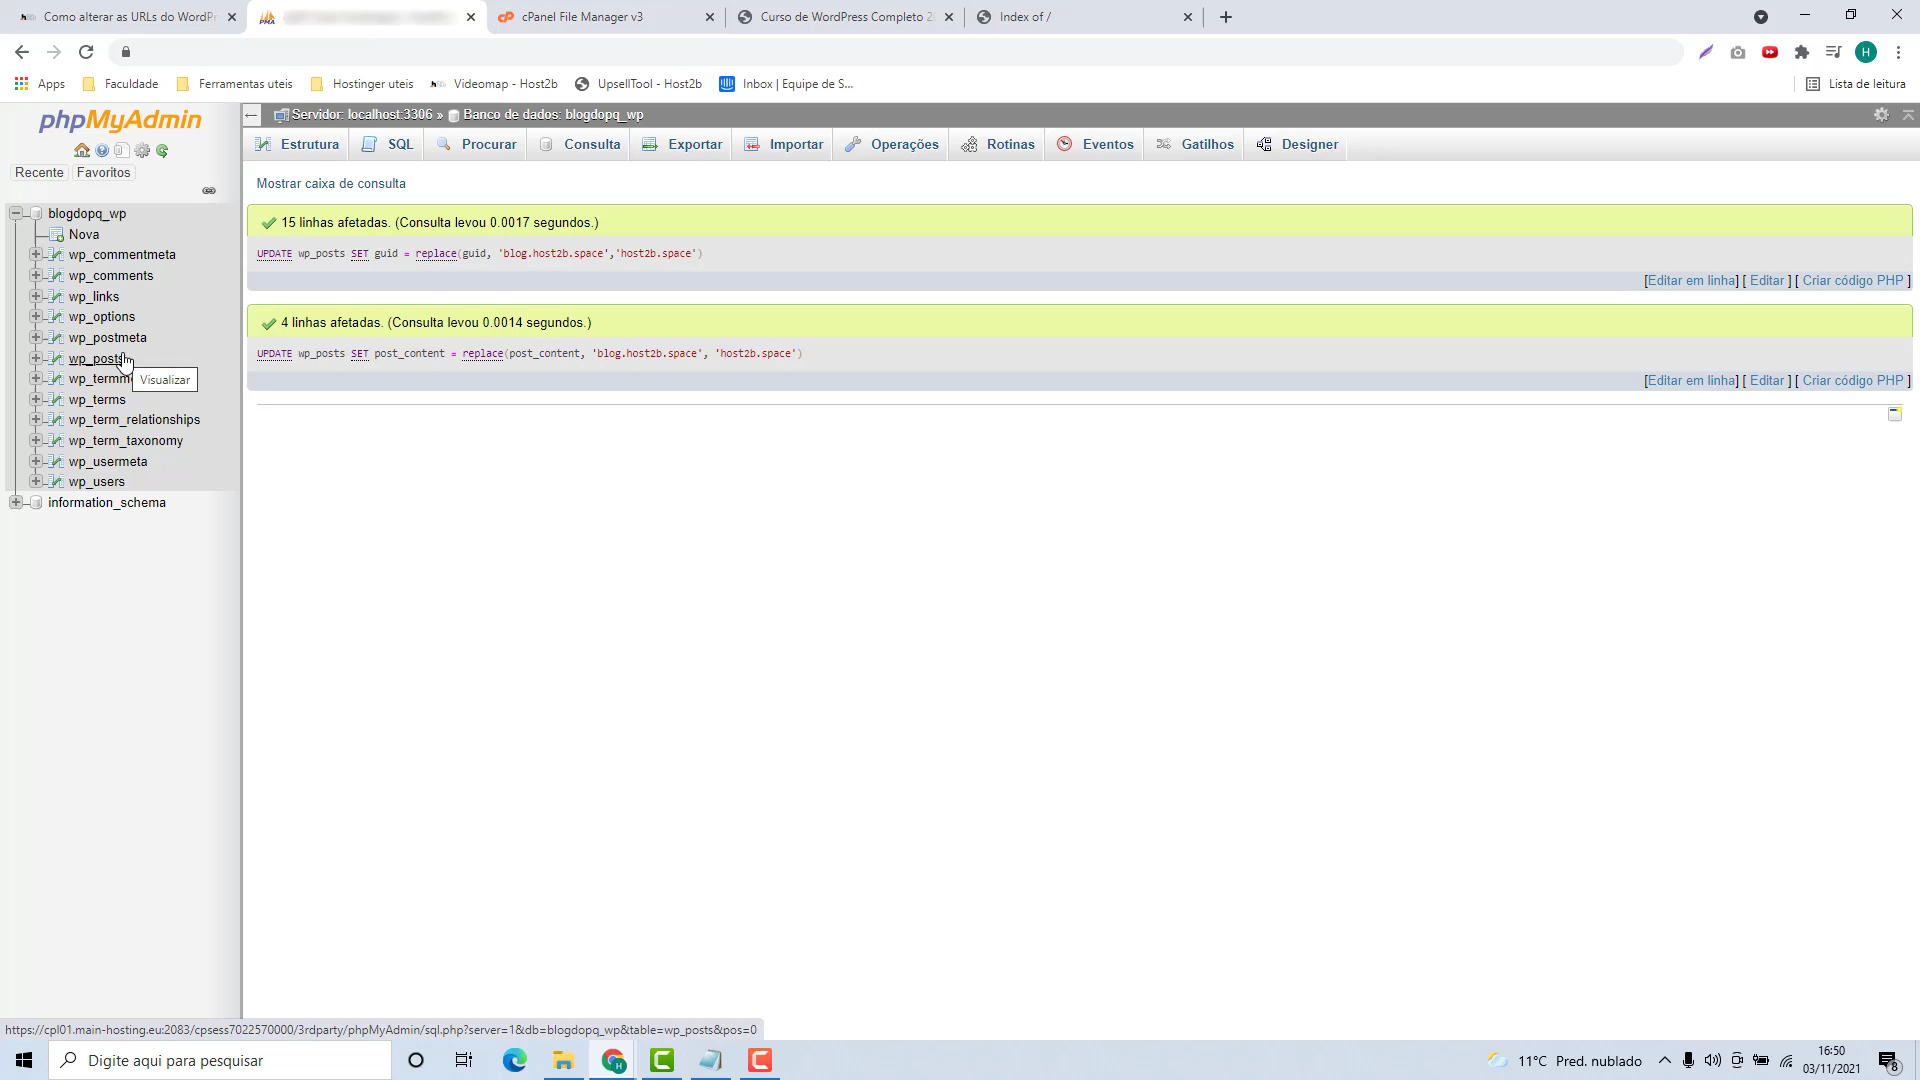 Como alterar as URLs do WordPr
PMA
cPanel File Manager v3
Curso de WordPress Completo 2
Index of /
H
Apps
Faculdade
Ferramentas uteis
Hostinger uteis
Videomap - Host2b
UpsellTool - Host2b
Inbox | Equipe de S...
Lista de leitura
phpMyAdmin
Servidor: localhost:3306 » Banco de dados: blogdopq_wp
Estrutura
SQL
Procurar
Consulta
Exportar
Importar
Operações
Rotinas
Eventos
Gatilhos
Designer
Recente
Favoritos
Mostrar caixa de consulta
blogdopq_wp
Nova
wp_commentmeta
wp_comments
wp_links
wp_options
wp_postmeta
wp_posts
wp_termm
Visualizar
wp_terms
wp_term_relationships
wp_term_taxonomy
wp_usermeta
wp_users
information_schema
15 linhas afetadas. (Consulta levou 0.0017 segundos.)
UPDATE wp_posts SET guid = replace(guid, 'blog.host2b.space','host2b.space')
[Editar em linha] [ Editar ] [ Criar código PHP ]
4 linhas afetadas. (Consulta levou 0.0014 segundos.)
UPDATE wp_posts SET post_content = replace(post_content, 'blog.host2b.space', 'host2b.space')
[Editar em linha] [ Editar ] [ Criar código PHP ]
https://cpl01.main-hosting.eu:2083/cpsess7022570000/3rdparty/phpMyAdmin/sql.php?server=1&db=blogdopq_wp&table=wp_posts&pos=0
Digite aqui para pesquisar
11°C Pred. nublado
16:50
03/11/2021
8